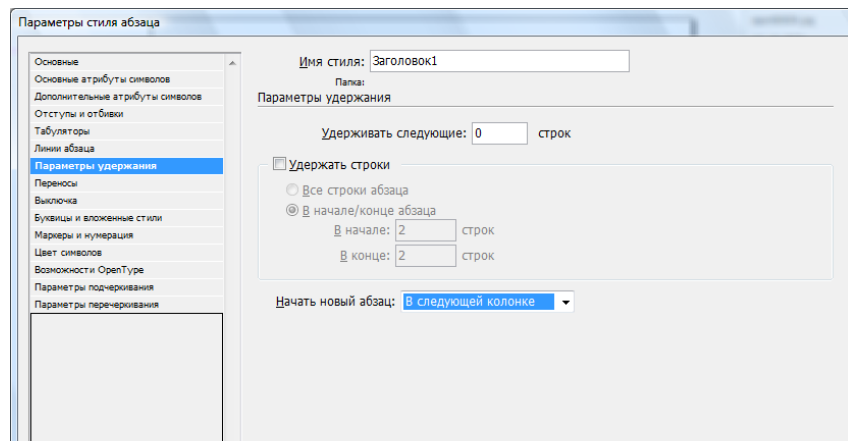 Параметры стиля абзаца
Основные
Основные атрибуты символов
Дополнительные атрибуты символов
Отступы и отбивки
Табуляторы
Линии абзаца
Параметры удержания
Переносы
Выключка
Буквицы и вложенные стили
Маркеры и нумерация
Цвет символов
Возможности OpenType
Параметры подчеркивания
Параметры перечеркивания
Имя стиля: Заголовок1
Папка:
Параметры удержания
Удерживать следующие: 0 строк
Удержать строки
Все строки абзаца
В начале/конце абзаца
В начале: 2 строк
В конце: 2 строк
Начать новый абзац: В следующей колонке